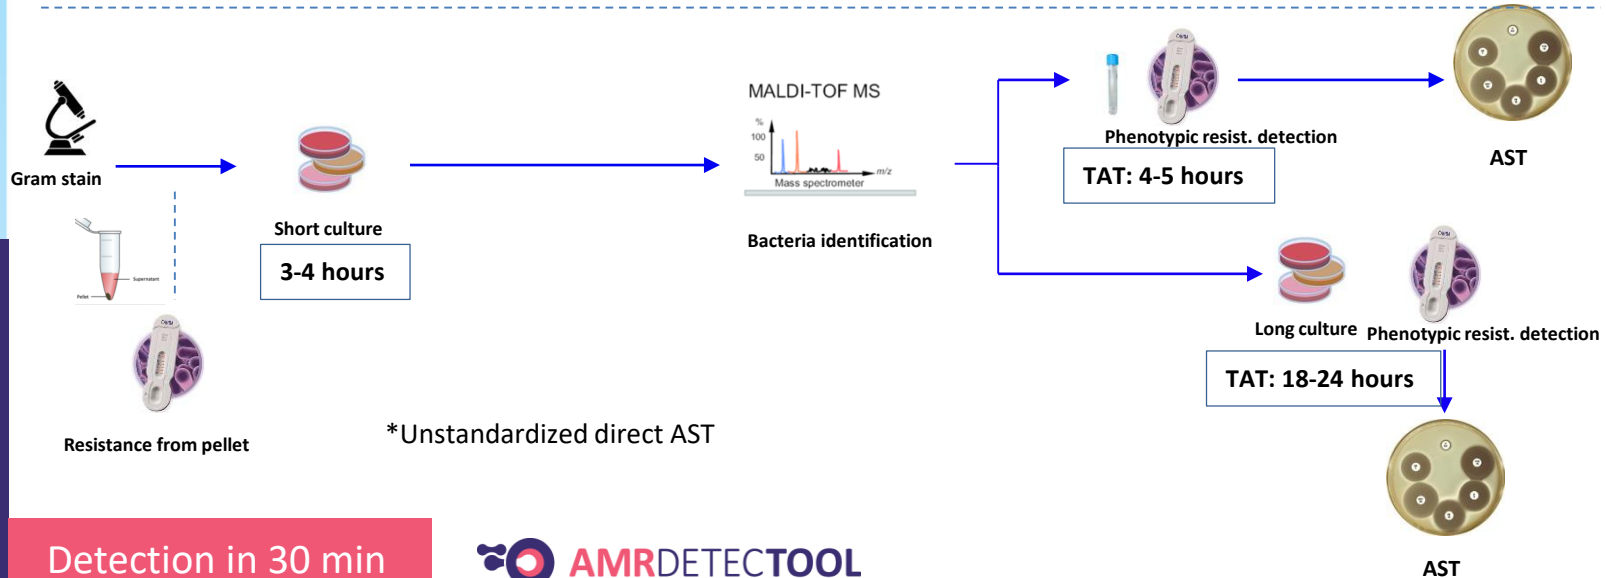 Gram stain
Supernatant
Pellet
Resistance from pellet
Short culture
3-4 hours
*Unstandardized direct AST
MALDI-TOF MS
%
100
50
m/z
Mass spectrometer
Bacteria identification
Phenotypic resist. detection
TAT: 4-5 hours
AST
Long culture
Phenotypic resist. detection
TAT: 18-24 hours
AST
Detection in 30 min
AMRDETECTOOL